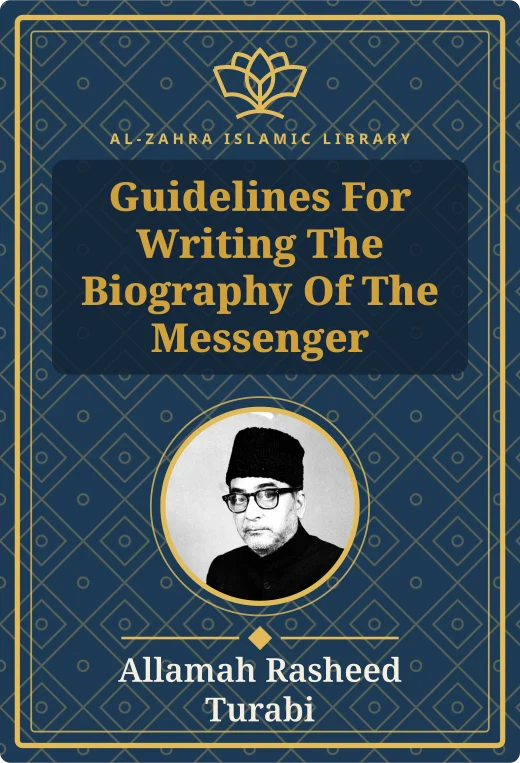 AL-ZAHRA ISLAMIC LIBRARY
Guidelines For
Writing The
Biography Of The
Messenger
Allamah Rasheed
Turabi